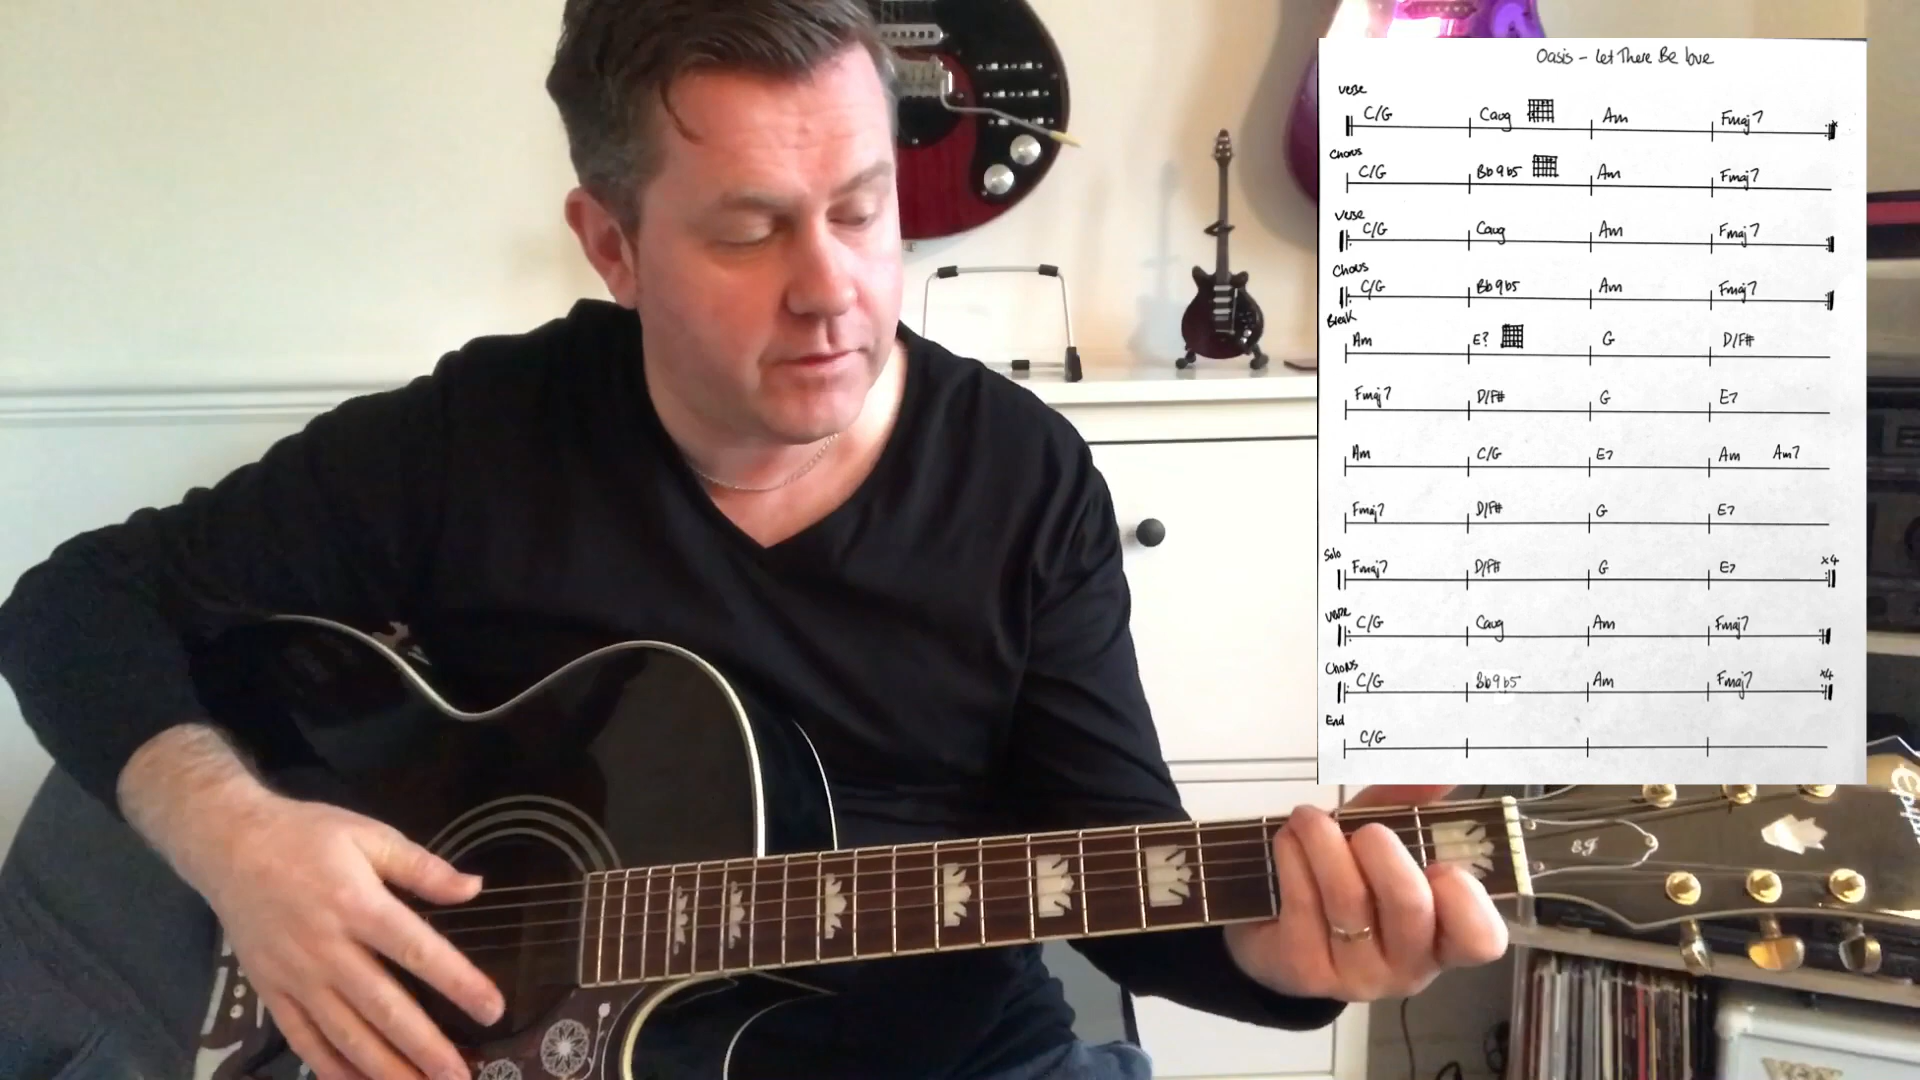 Oasis - Let There Be Love
Verse
C/G Caug Am Fmaj7
Chorus
C/G Bb9b5 Am Fmaj7
Verse
C/G Caug Am Fmaj7
Chorus
C/G Bb9b5 Am Fmaj7
Break
Am E? G D/F#
Fmaj7 D/F# G E7
Am C/G E7 Am Am7
Fmaj7 D/F# G E7
Solo
Fmaj7 D/F# G E7 x4
Verse
C/G Caug Am Fmaj7
Chorus
C/G Bb9b5 Am Fmaj7 x4
End
C/G